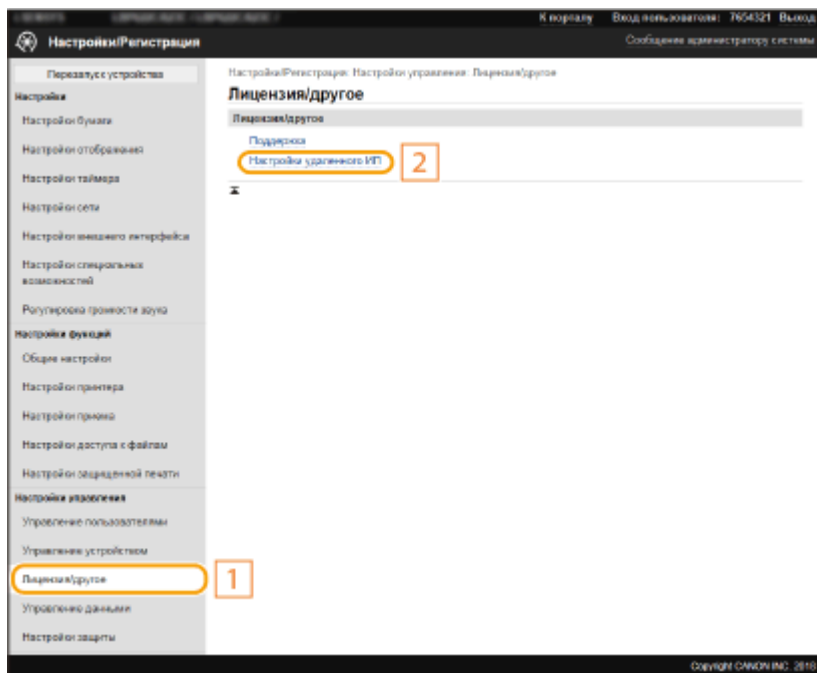 К порталу Вход пользователя: 7654321 Выход
Настройки/Регистрация
Сообщение администратору системы
Перезапуск устройства
Настройки
Настройки бумаги
Настройки отображения
Настройки таймера
Настройки сети
Настройки внешнего интерфейса
Настройки специальных
возможностей
Регулировка громкости звука
Настройки функций
Общие настройки
Настройки принтера
Настройки приема
Настройки доступа к файлам
Настройки защищенной печати
Настройки управления
Управление пользователями
Управление устройством
Лицензия/другое
1
Управление данными
Настройки защиты
Настройки/Регистрация: Настройки управления: Лицензия/другое
Лицензия/другое
Лицензия/другое
Поддержка
Настройки удаленного ИП
2
Copyright CANON INC. 2018